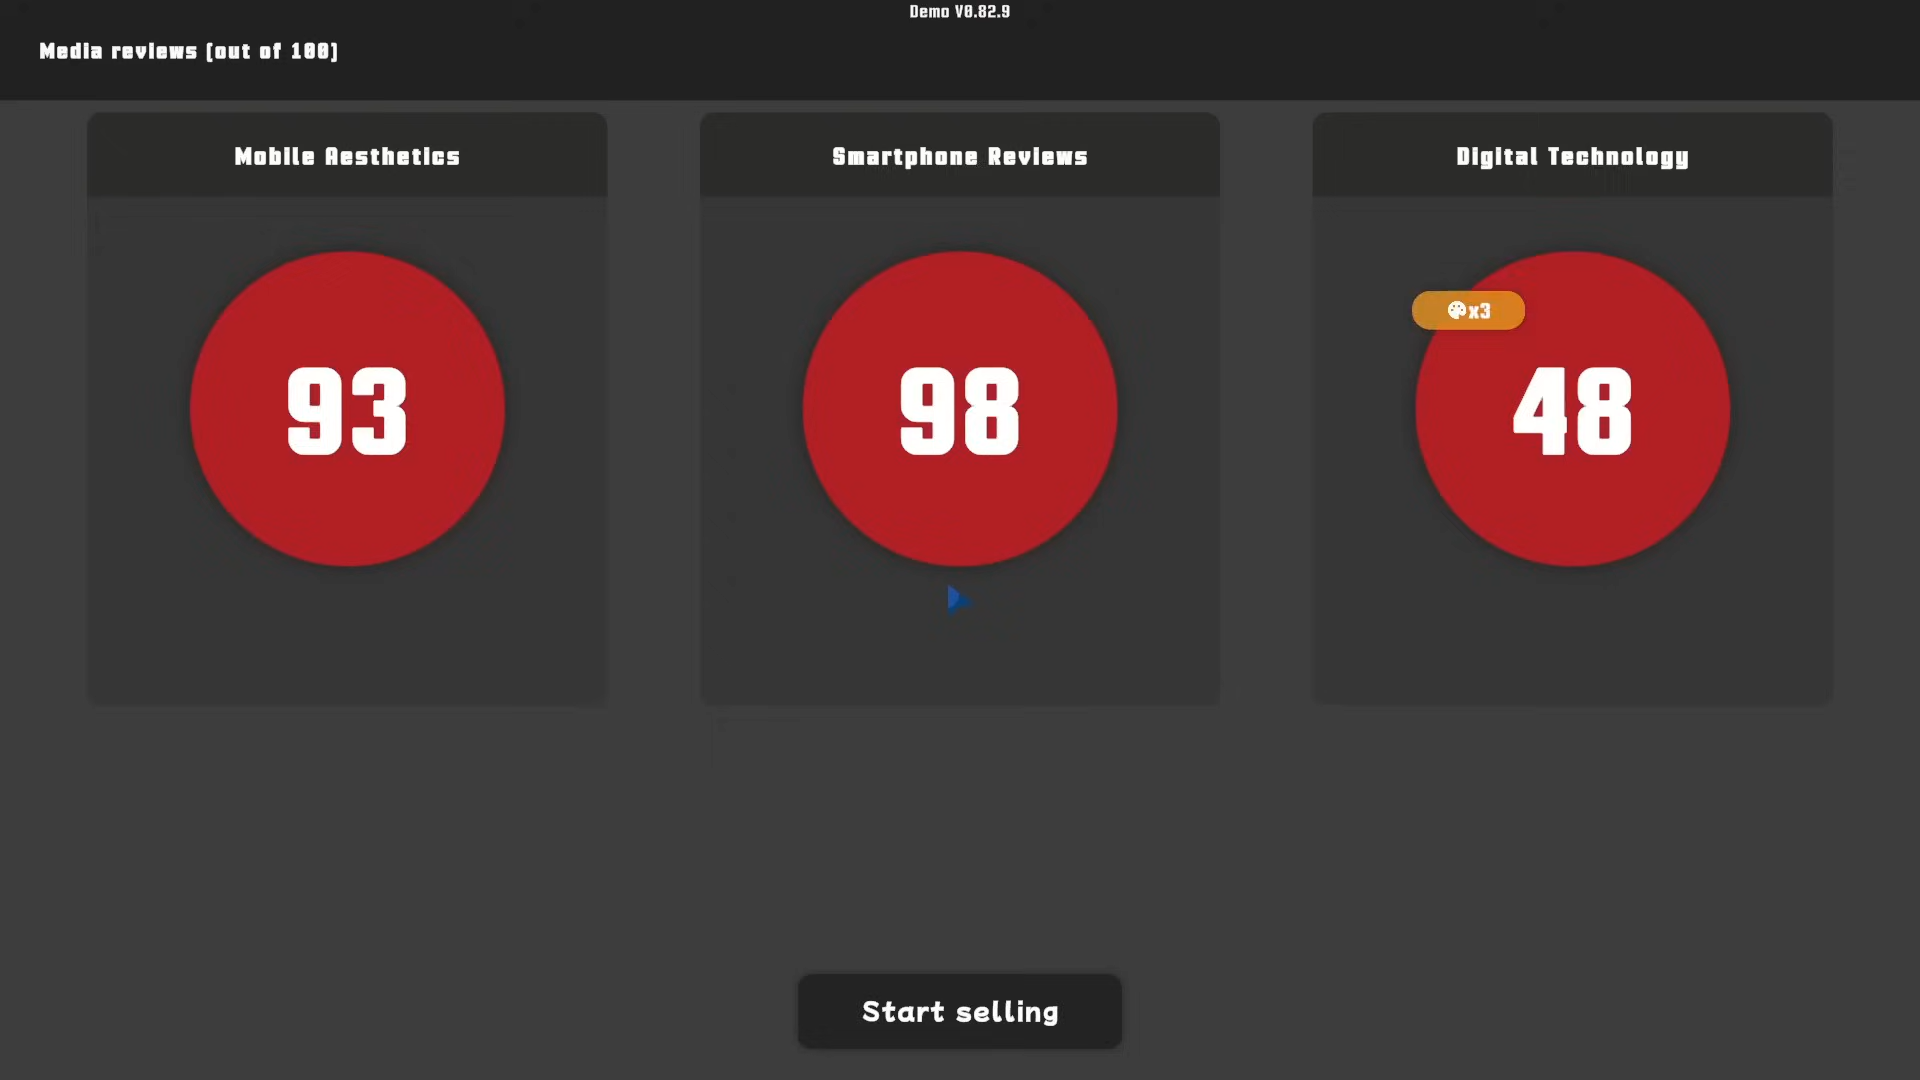 Demo V0.82.9
Media reviews (out of 100)
Mobile Aesthetics
Smartphone Reviews
Digital Technology
93
98
x3
48
Start selling